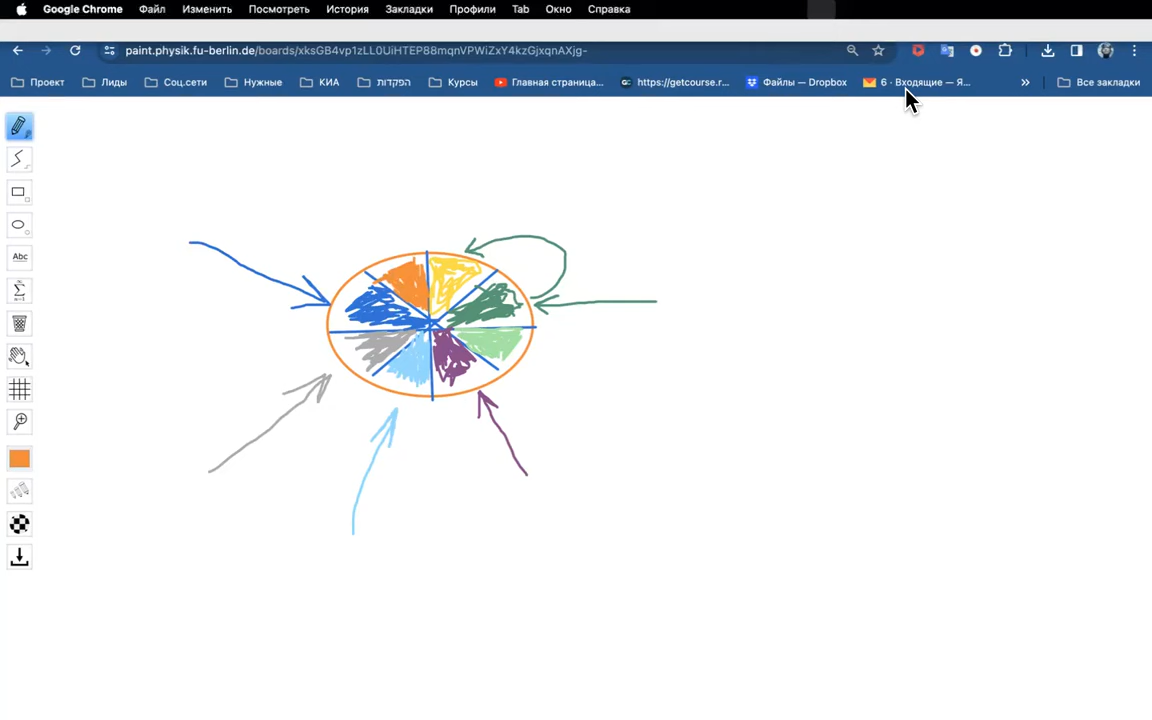 Google Chrome Файл Изменить Посмотреть История Закладки Профили Tab Окно Справка
paint.physik.fu-berlin.de/boards/xksGB4vp1zLL0UiHTEP88mqnVPWiZxY4kzGjxqnAXjg-
Проект Лиды Соц.сети Нужные КИА הפקדות Курсы Главная страница... https://getcourse.r... Файлы — Dropbox 6 · Входящие — Я... » Все закладки
Abc